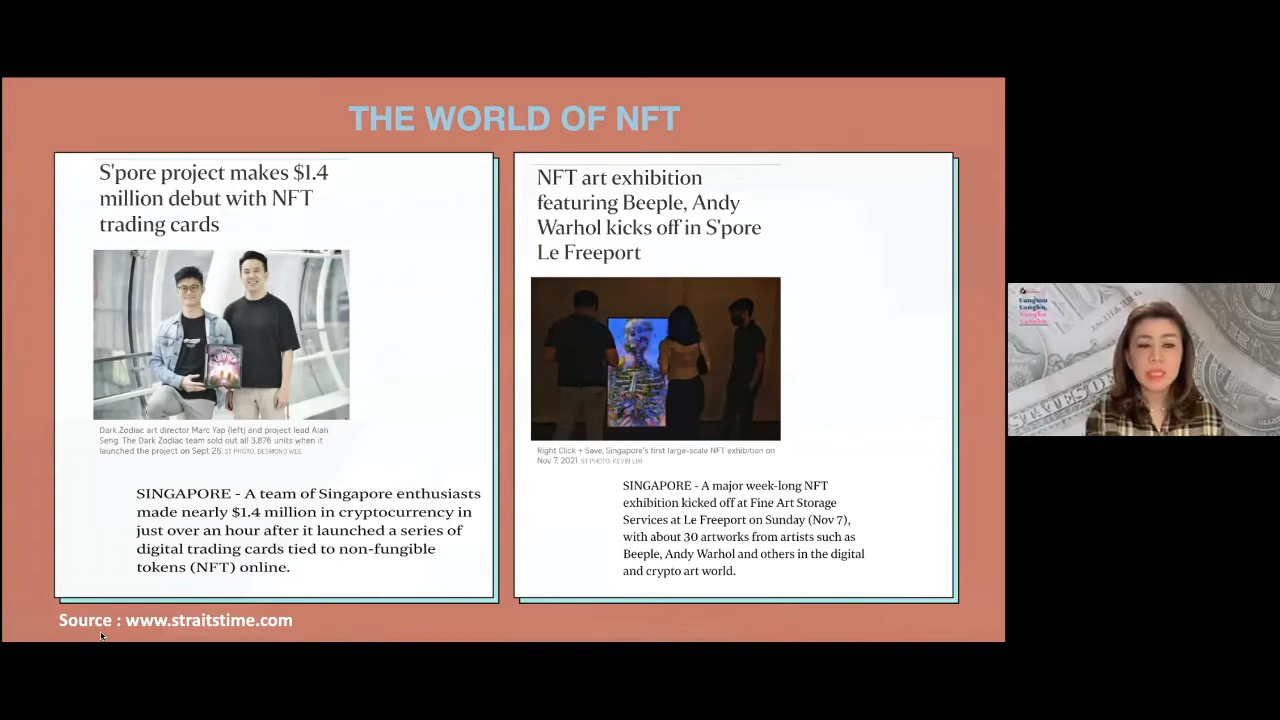 THE WORLD OF NFT
S'pore project makes $1.4
million debut with NFT
trading cards
Dark Zodiac art director Marc Yap (left) and project lead Alan
Seng. The Dark Zodiac team sold out all 3,876 units when it
launched the project on Sept 25. ST PHOTO: DESMOND WEE
SINGAPORE - A team of Singapore enthusiasts
made nearly $1.4 million in cryptocurrency in
just over an hour after it launched a series of
digital trading cards tied to non-fungible
tokens (NFT) online.
NFT art exhibition
featuring Beeple, Andy
Warhol kicks off in S'pore
Le Freeport
Right Click + Save, Singapore's first large-scale NFT exhibition on
Nov 7, 2021. ST PHOTO: KEVIN LIM
SINGAPORE - A major week-long NFT
exhibition kicked off at Fine Art Storage
Services at Le Freeport on Sunday (Nov 7),
with about 30 artworks from artists such as
Beeple, Andy Warhol and others in the digital
and crypto art world.
Source : www.straitstime.com
STATES OF